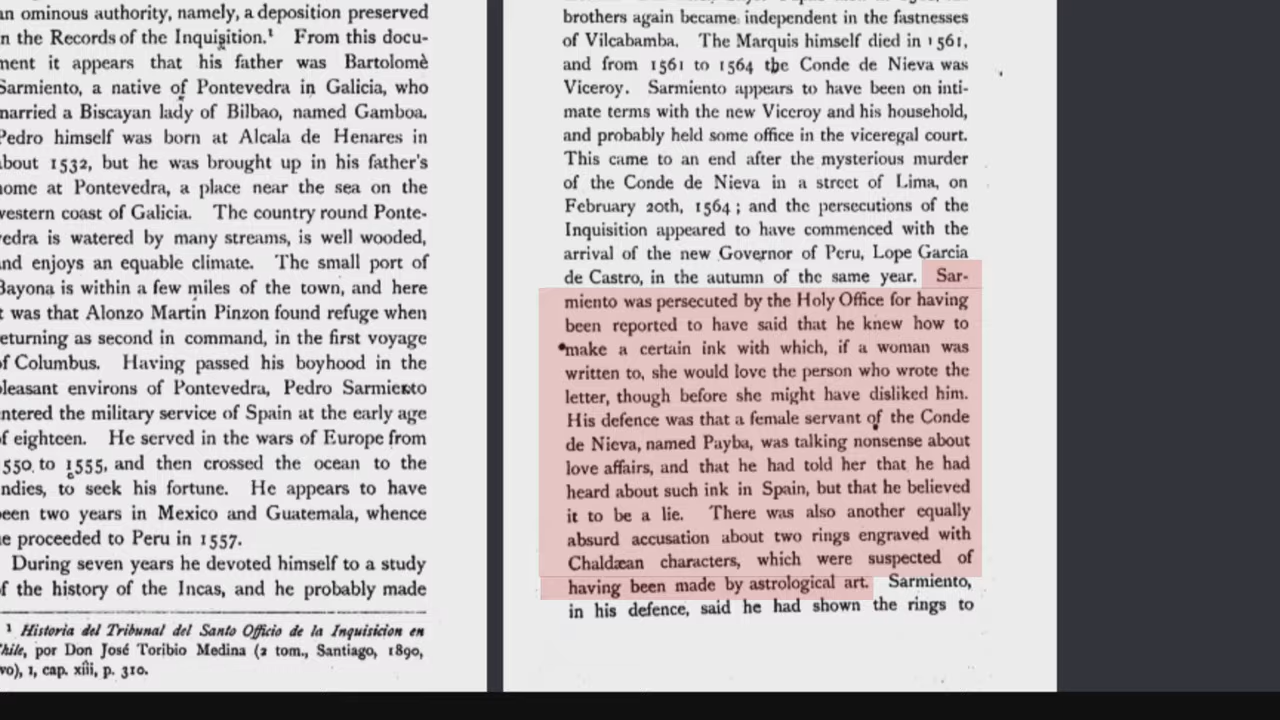 an ominous authority, namely, a deposition preserved
in the Records of the Inquisition.¹ From this docu-
ment it appears that his father was Bartolomè
Sarmiento, a native of Pontevedra in Galicia, who
married a Biscayan lady of Bilbao, named Gamboa.
Pedro himself was born at Alcala de Henares in
about 1532, but he was brought up in his father's
home at Pontevedra, a place near the sea on the
western coast of Galicia. The country round Ponte-
vedra is watered by many streams, is well wooded,
and enjoys an equable climate. The small port of
Bayona is within a few miles of the town, and here
it was that Alonzo Martin Pinzon found refuge when
returning as second in command, in the first voyage
of Columbus. Having passed his boyhood in the
pleasant environs of Pontevedra, Pedro Sarmiento
entered the military service of Spain at the early age
of eighteen. He served in the wars of Europe from
1550 to 1555, and then crossed the ocean to the
Indies, to seek his fortune. He appears to have
been two years in Mexico and Guatemala, whence
he proceeded to Peru in 1557.
During seven years he devoted himself to a study
of the history of the Incas, and he probably made
¹ Historia del Tribunal del Santo Officio de la Inquisicion en
Chile, por Don José Toribio Medina (2 tom., Santiago, 1890,
8vo), 1, cap. xiii, p. 310.
brothers again became independent in the fastnesses
of Vilcabamba. The Marquis himself died in 1561,
and from 1561 to 1564 the Conde de Nieva was
Viceroy. Sarmiento appears to have been on inti-
mate terms with the new Viceroy and his household,
and probably held some office in the viceregal court.
This came to an end after the mysterious murder
of the Conde de Nieva in a street of Lima, on
February 20th, 1564; and the persecutions of the
Inquisition appeared to have commenced with the
arrival of the new Governor of Peru, Lope Garcia
de Castro, in the autumn of the same year. Sar-
miento was persecuted by the Holy Office for having
been reported to have said that he knew how to
make a certain ink with which, if a woman was
written to, she would love the person who wrote the
letter, though before she might have disliked him.
His defence was that a female servant of the Conde
de Nieva, named Payba, was talking nonsense about
love affairs, and that he had told her that he had
heard about such ink in Spain, but that he believed
it to be a lie. There was also another equally
absurd accusation about two rings engraved with
Chaldæan characters, which were suspected of
having been made by astrological art. Sarmiento,
in his defence, said he had shown the rings to